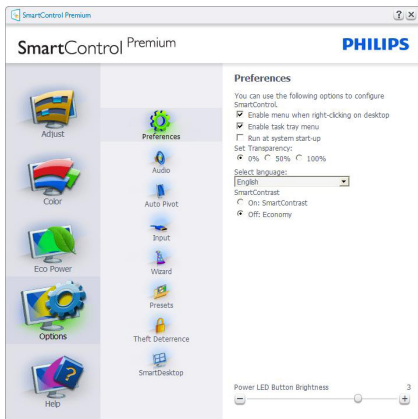 SmartControl Premium
? X
SmartControl Premium
PHILIPS
Adjust
Color
Eco Power
Options
Help
Preferences
Audio
Auto Pivot
Input
Wizard
Presets
Theft Deterrence
SmartDesktop
Preferences
You can use the following options to configure
SmartControl.
Enable menu when right-clicking on desktop
Enable task tray menu
Run at system start-up
Set Transparency:
0% 50% 100%
Select language:
English
SmartContrast
On: SmartContrast
Off: Economy
Power LED Button Brightness 3